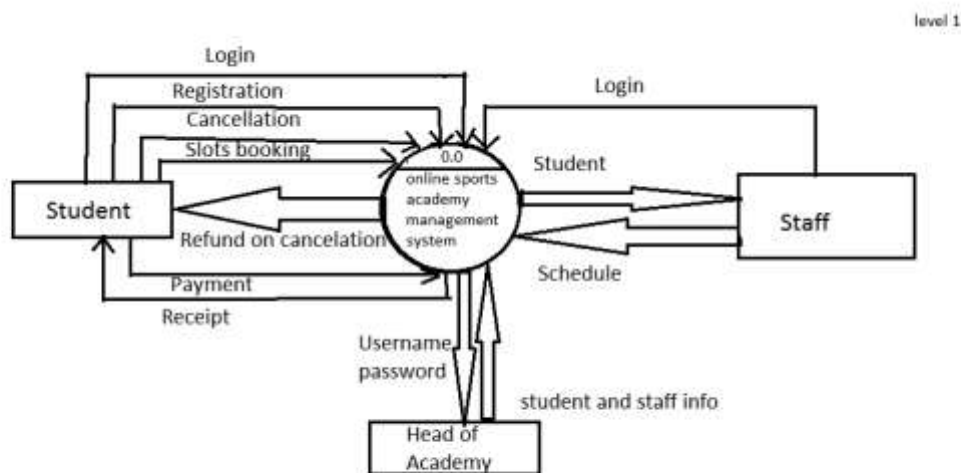 level 1
Login
Registration
Cancellation
Slots booking
Login
0.0
online sports
academy
management
system
Student
Student
Staff
Refund on cancelation
Schedule
Payment
Receipt
Username
password
student and staff info
Head of
Academy